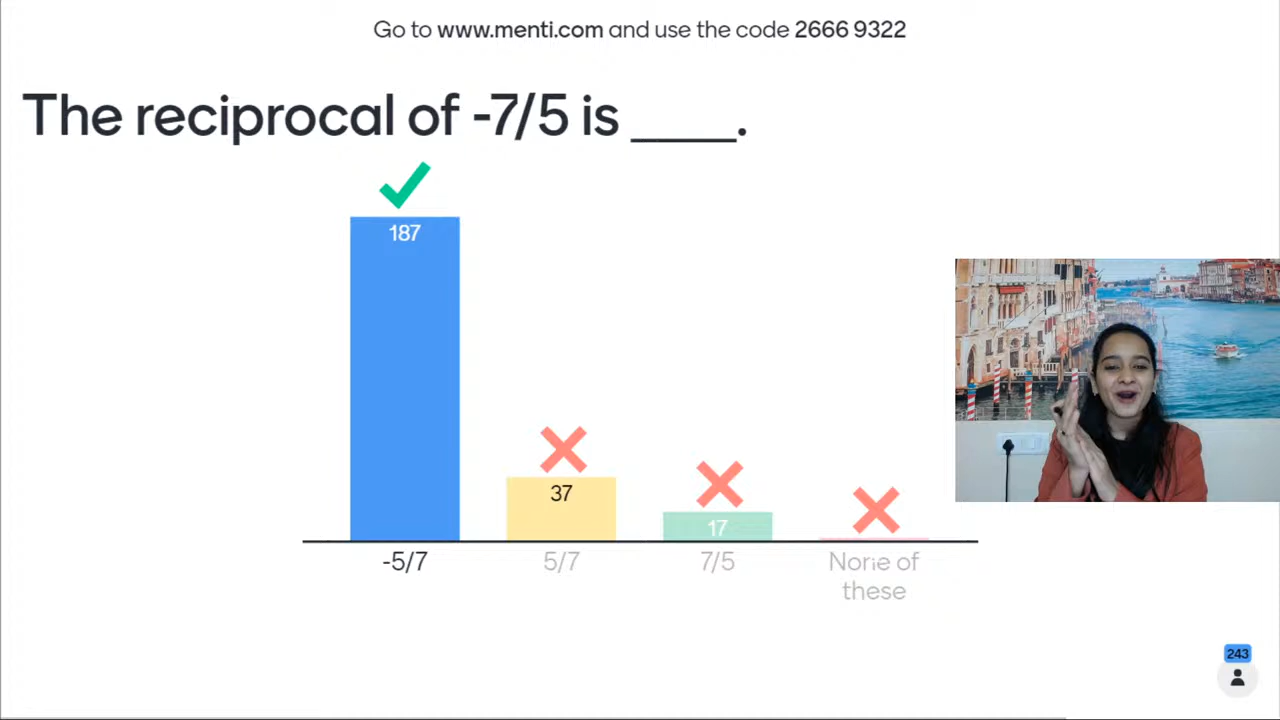 Go to www.menti.com and use the code 2666 9322
The reciprocal of -7/5 is ____.
187
37
17
-5/7
5/7
7/5
None of
these
243